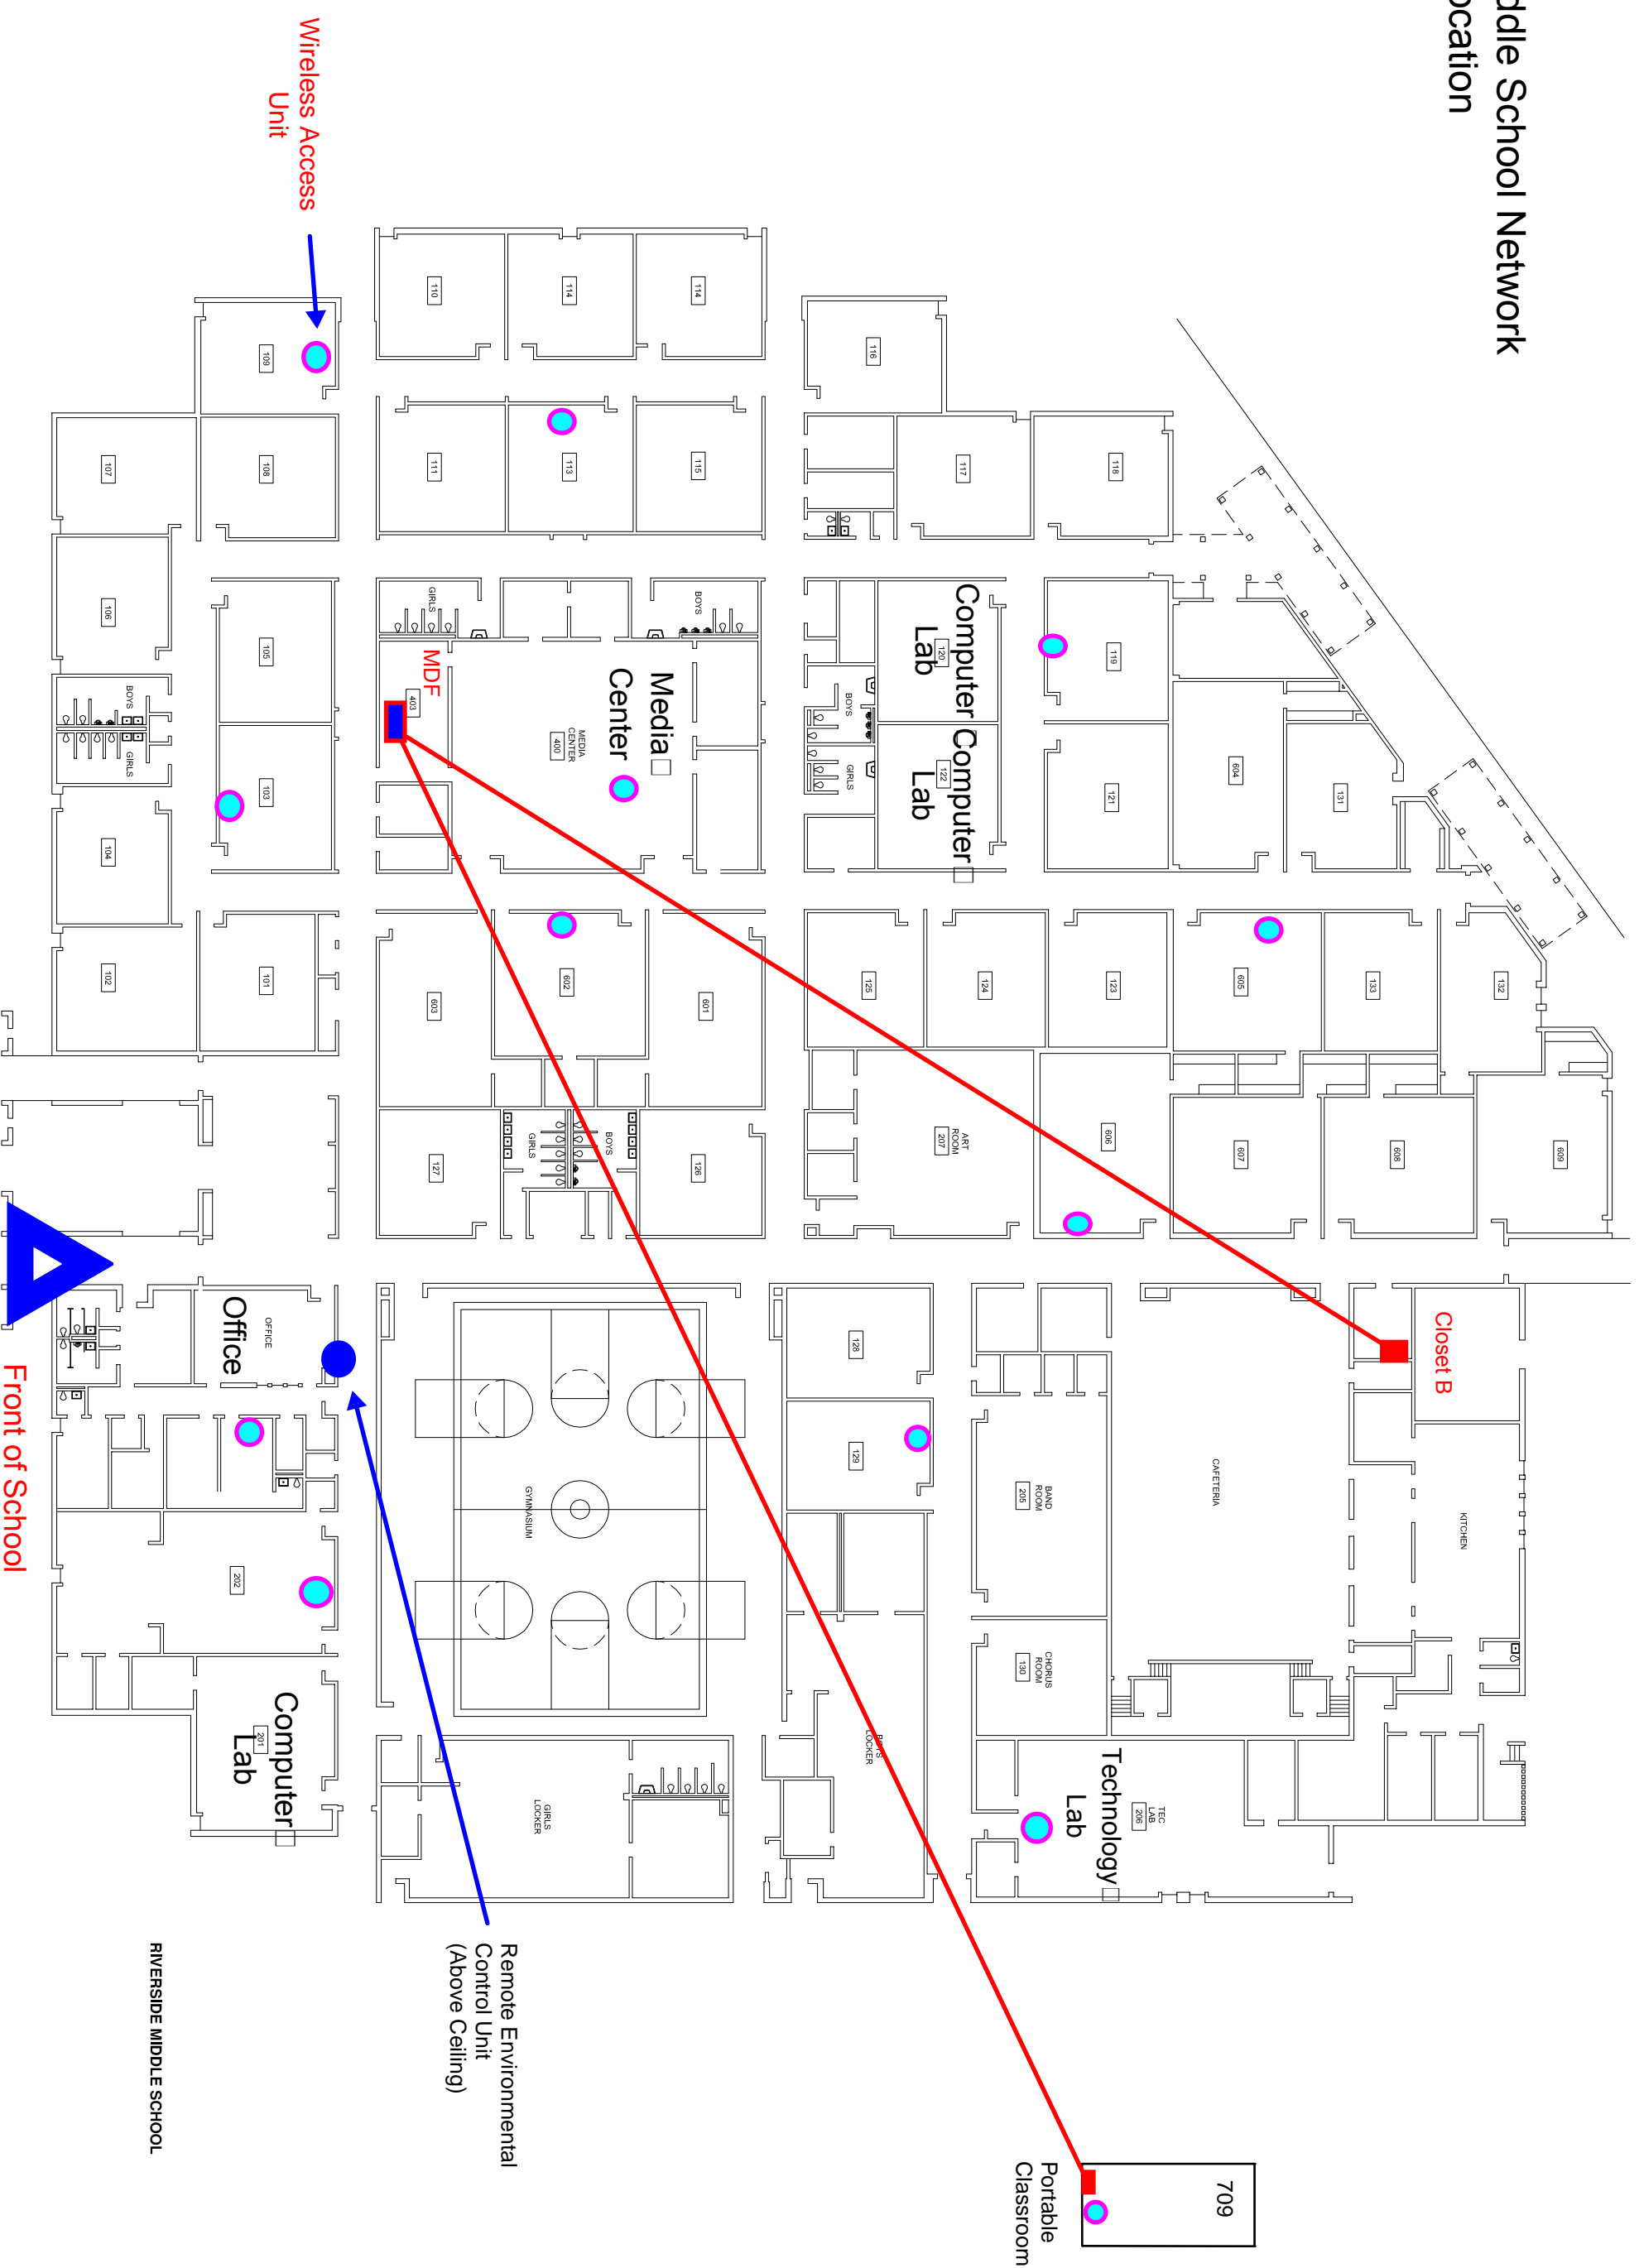 ddle School Network
ocation
Wireless Access
Unit
110
114
114
109
116
111
113
115
107
108
117
118
106
105
GIRLS
BOYS
MDF
403
Media
Center
MEDIA
CENTER
400
Computer
Lab
120
Computer
Lab
122
119
BOYS
GIRLS
BOYS
GIRLS
103
104
121
604
131
102
101
603
602
601
125
124
123
605
133
132
127
GIRLS
BOYS
126
ART
ROOM
207
606
607
608
609
Office
OFFICE
Front of School
GYMNASIUM
128
129
BAND
ROOM
205
CAFETERIA
Closet B
KITCHEN
202
CHORUS
ROOM
130
Computer
Lab
201
GIRLS
LOCKER
BOYS
LOCKER
Technology
Lab
TEC
LAB
206
Remote Environmental
Control Unit
(Above Ceiling)
RIVERSIDE MIDDLE SCHOOL
709
Portable
Classroom